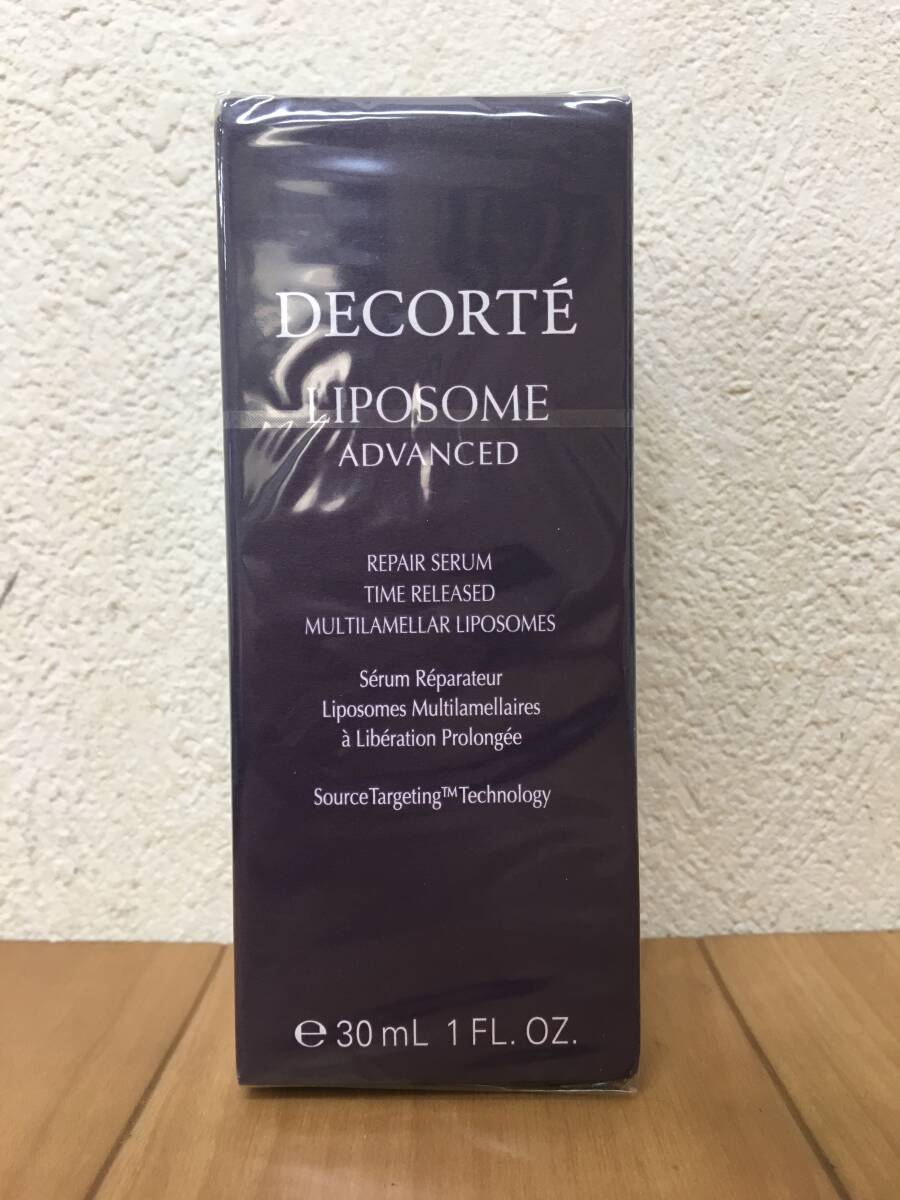 DECORTÉ
LIPOSOME
ADVANCED
REPAIR SERUM
TIME RELEASED
MULTILAMELLAR LIPOSOMES
Sérum Réparateur
Liposomes Multilamellaires
à Libération Prolongée
SourceTargeting™Technology
℮ 30 mL 1 FL. OZ.